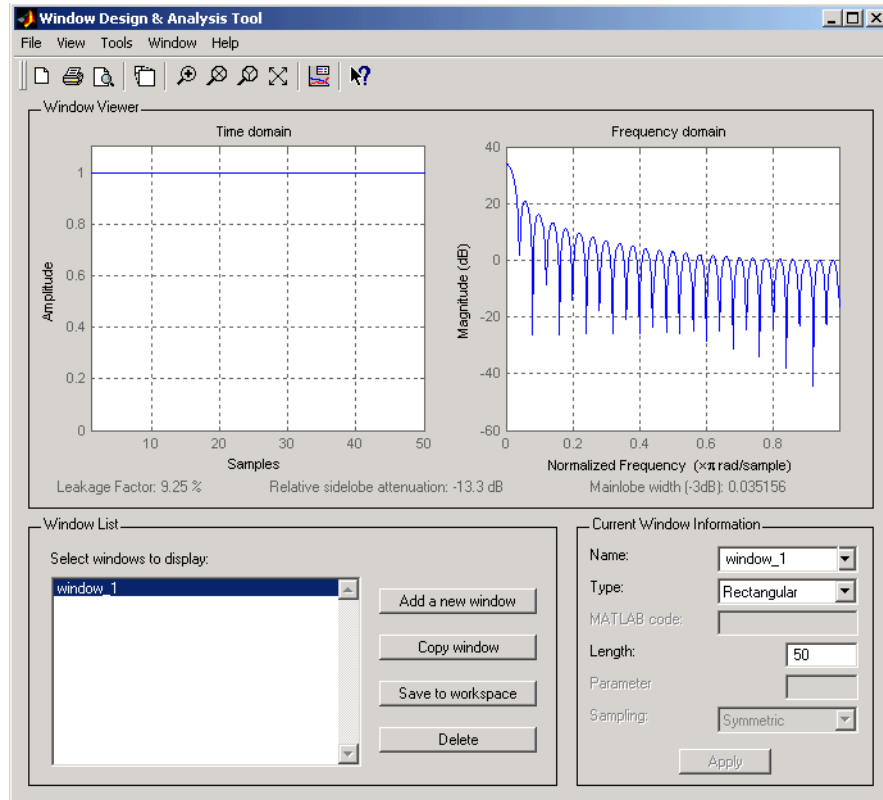 Window Design & Analysis Tool
File View Tools Window Help
Window Viewer
Time domain
1
0.8
0.6
0.4
0.2
0
10 20 30 40 50
Amplitude
Samples
Frequency domain
40
20
0
-20
-40
-60
0 0.2 0.4 0.6 0.8
Magnitude (dB)
Normalized Frequency (×π rad/sample)
Leakage Factor: 9.25 %
Relative sidelobe attenuation: -13.3 dB
Mainlobe width (-3dB): 0.035156
Window List
Select windows to display:
window_1
Add a new window
Copy window
Save to workspace
Delete
Current Window Information
Name: window_1
Type: Rectangular
MATLAB code:
Length: 50
Parameter
Sampling: Symmetric
Apply